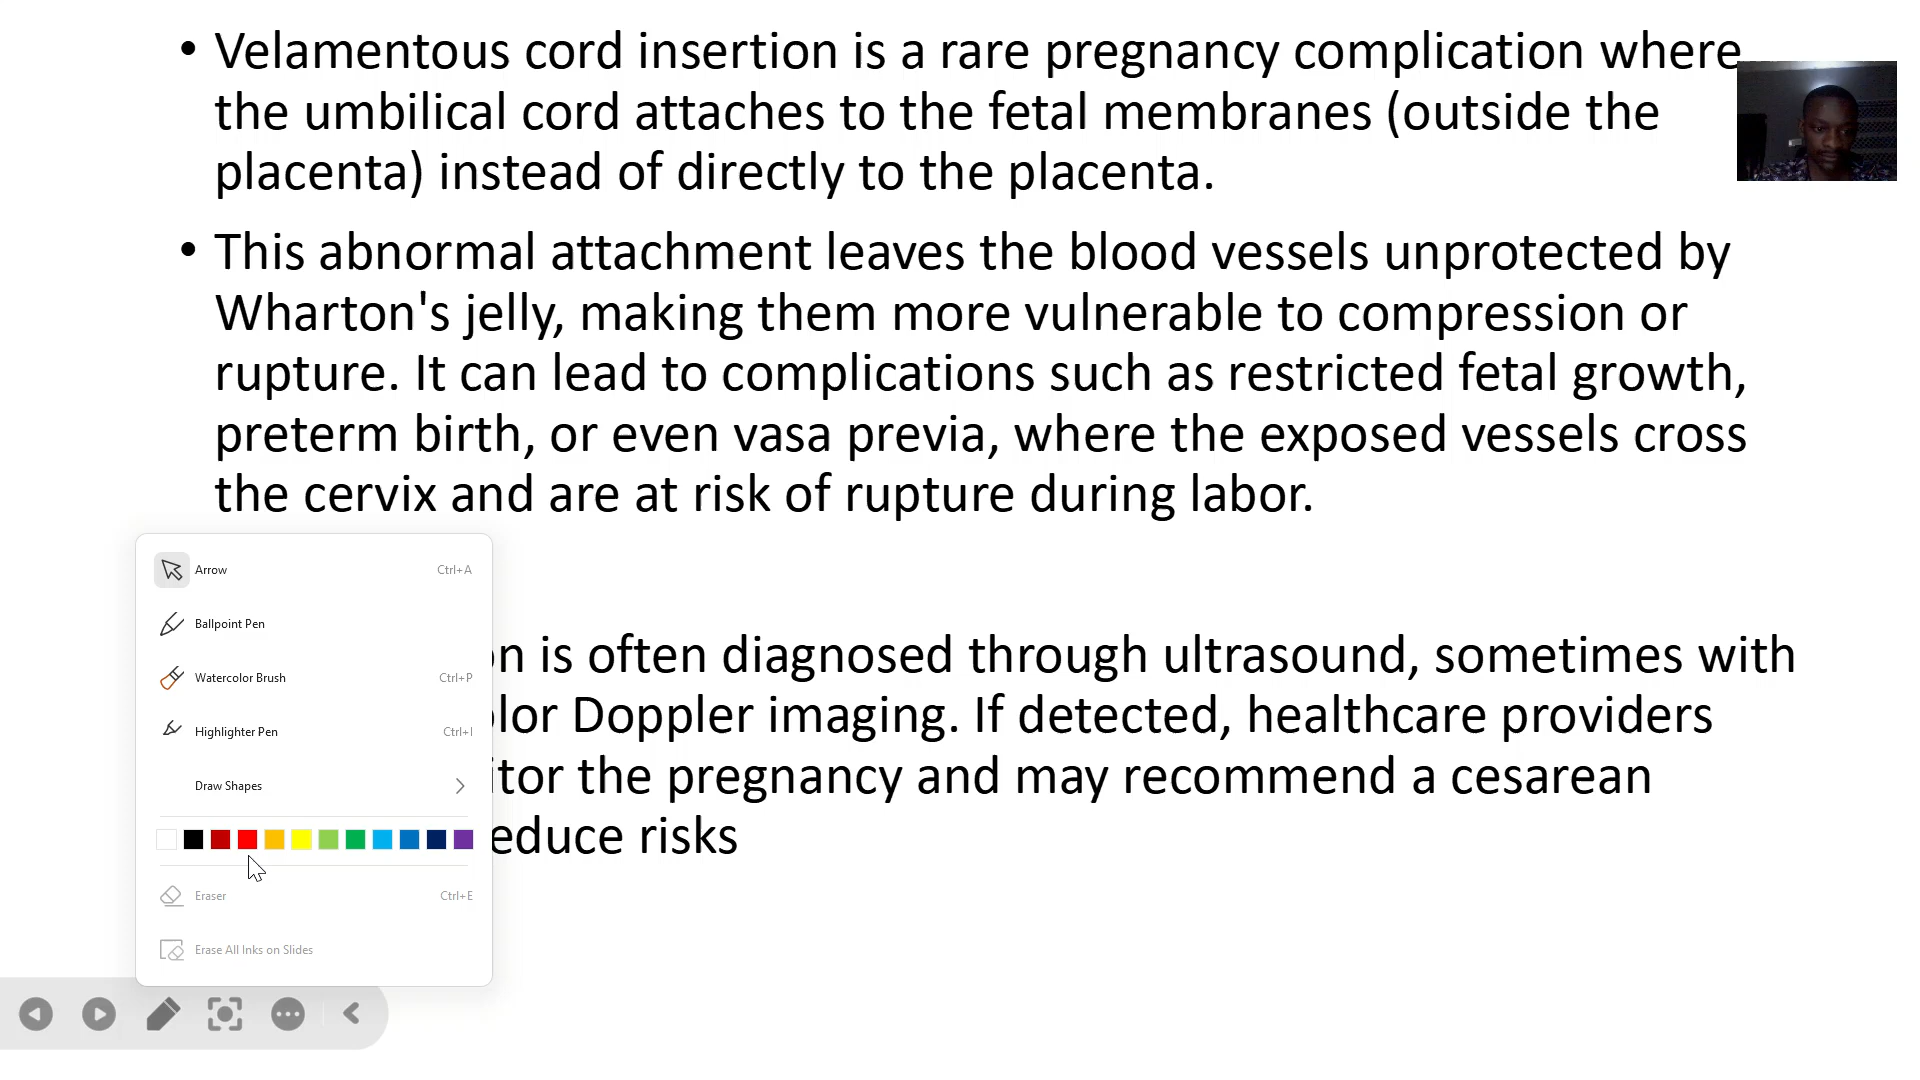 • Velamentous cord insertion is a rare pregnancy complication where
the umbilical cord attaches to the fetal membranes (outside the
placenta) instead of directly to the placenta.
• This abnormal attachment leaves the blood vessels unprotected by
Wharton's jelly, making them more vulnerable to compression or
rupture. It can lead to complications such as restricted fetal growth,
preterm birth, or even vasa previa, where the exposed vessels cross
the cervix and are at risk of rupture during labor.
is often diagnosed through ultrasound, sometimes with
Doppler imaging. If detected, healthcare providers
the pregnancy and may recommend a cesarean
risks
Arrow Ctrl+A
Ballpoint Pen
Watercolor Brush Ctrl+P
Highlighter Pen Ctrl+I
Draw Shapes
Eraser Ctrl+E
Erase All Inks on Slides